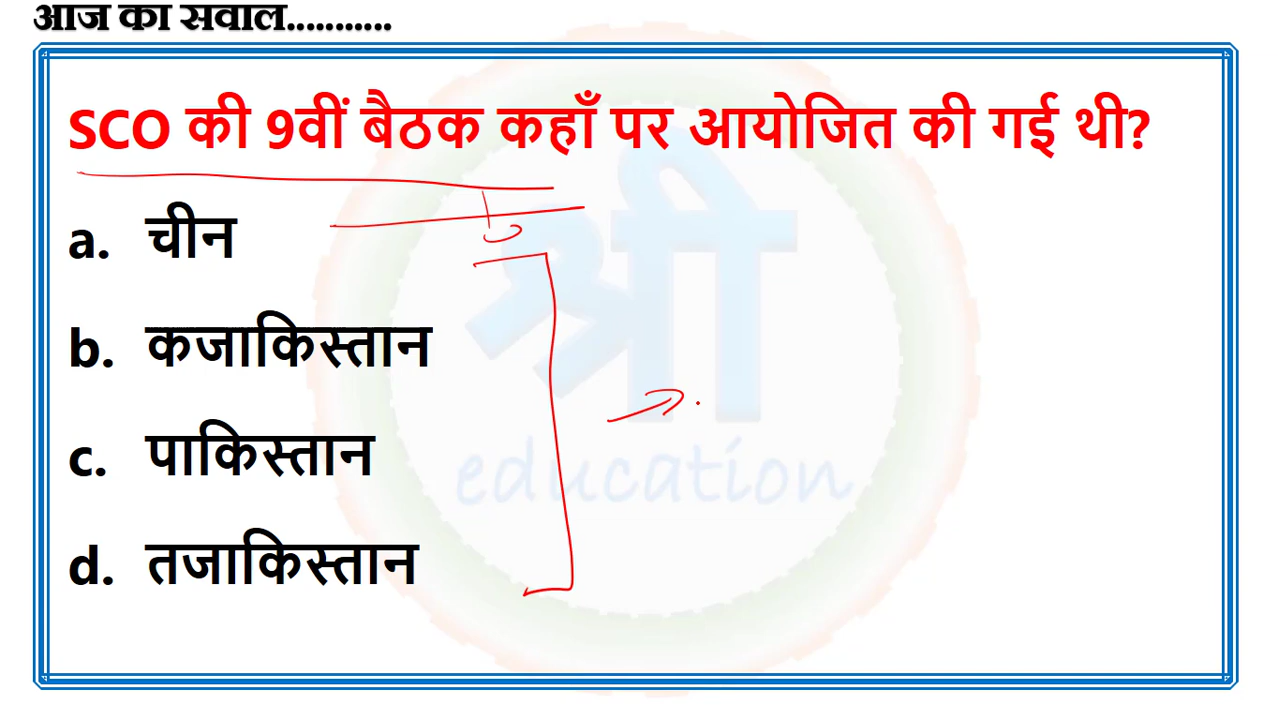 आज का सवाल...........
SCO की 9वीं बैठक कहाँ पर आयोजित की गई थी?
a. चीन
b. कजाकिस्तान
c. पाकिस्तान
d. तजाकिस्तान
श्री
education